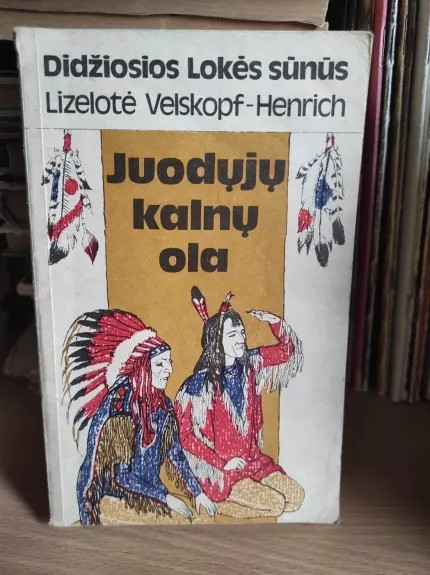 Didžiosios Lokės sūnūs
Lizelotė Velskopf-Henrich
Juodųjų
kalnų
ola